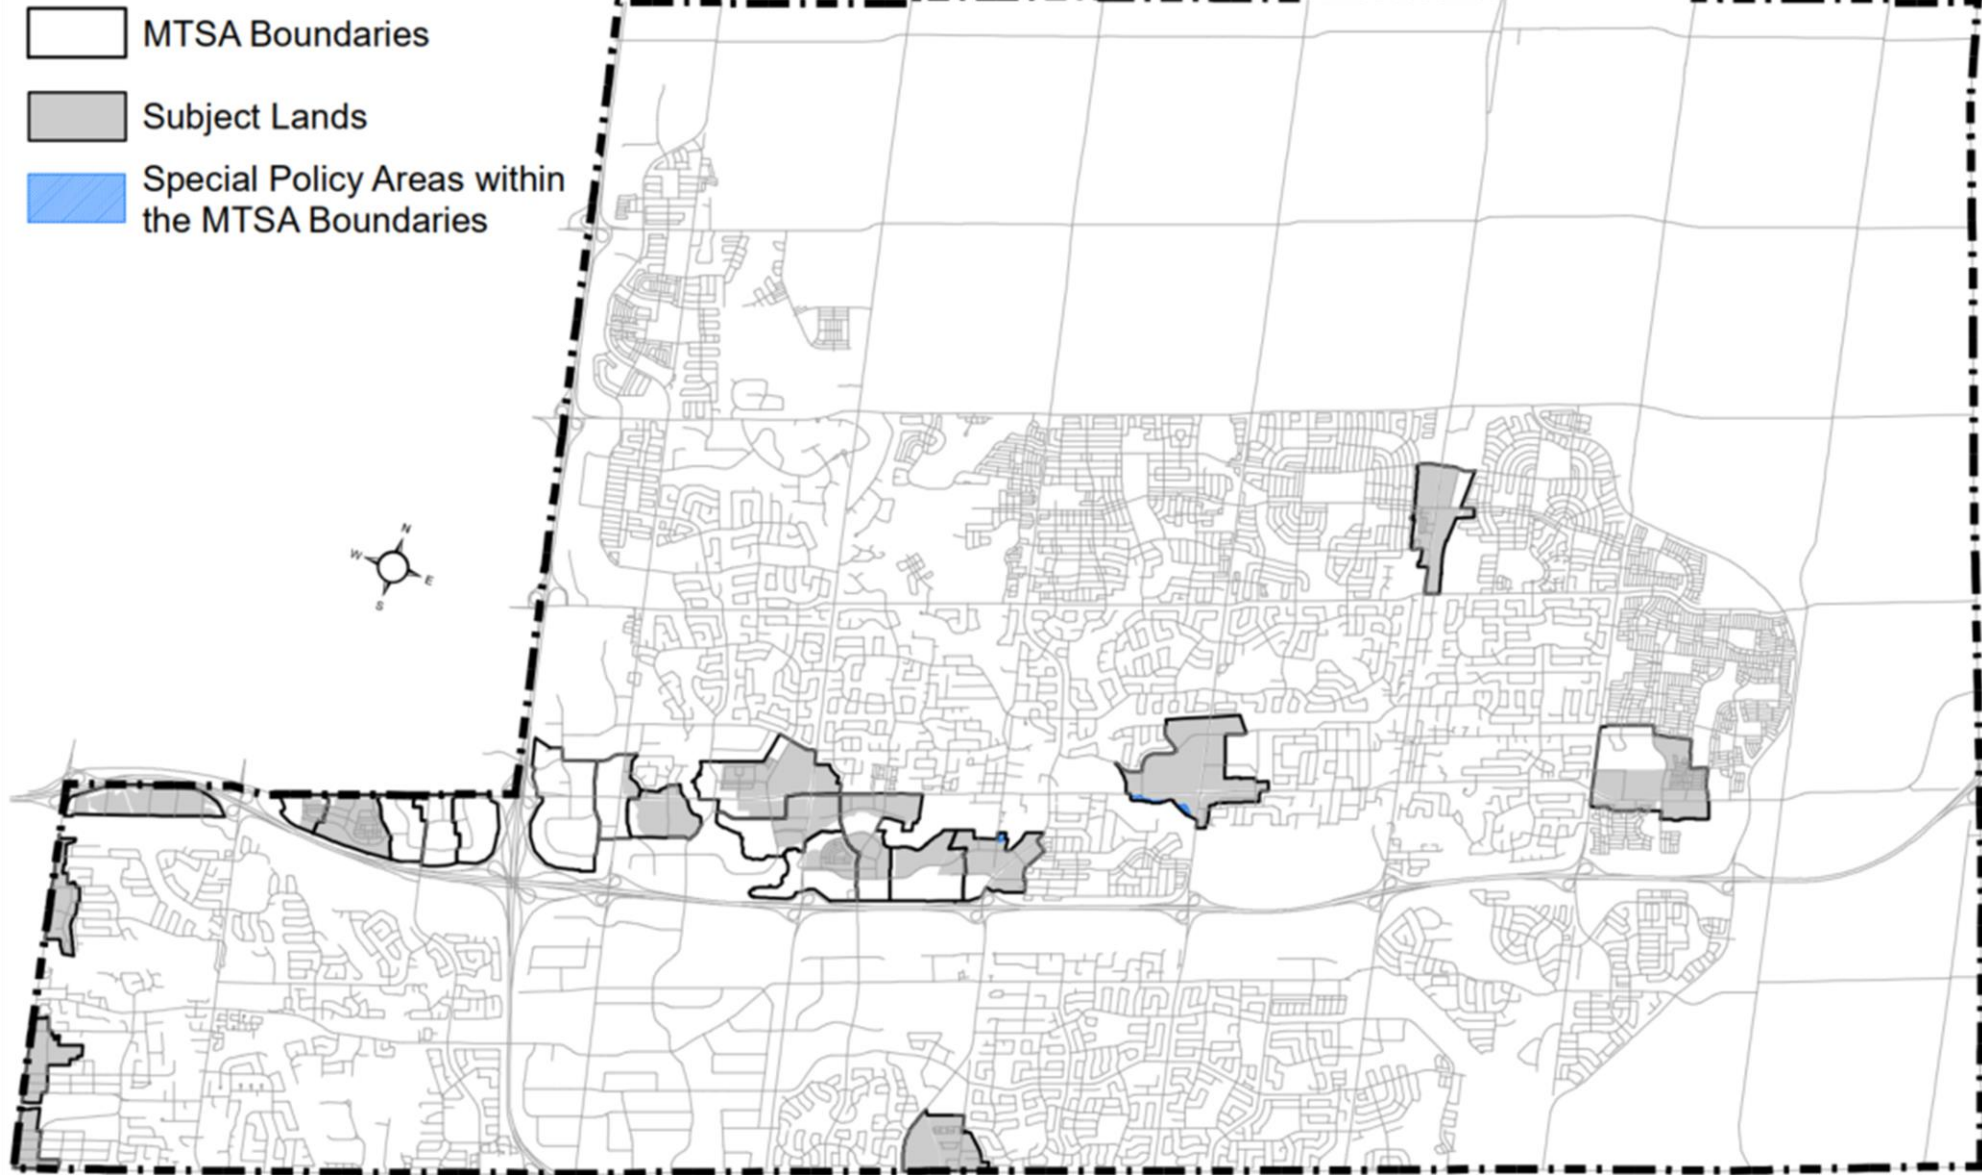 MTSA Boundaries
Subject Lands
Special Policy Areas within
the MTSA Boundaries
N
W
E
S